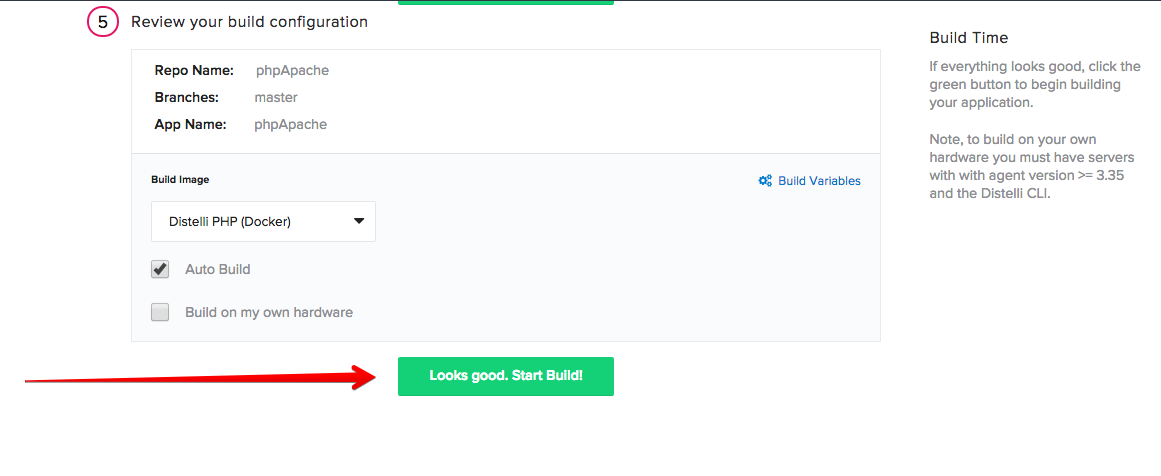 5 Review your build configuration
Repo Name: phpApache
Branches: master
App Name: phpApache
Build Image
Build Variables
Distelli PHP (Docker)
Auto Build
Build on my own hardware
Looks good. Start Build!
Build Time
If everything looks good, click the
green button to begin building
your application.
Note, to build on your own
hardware you must have servers
with with agent version >= 3.35
and the Distelli CLI.